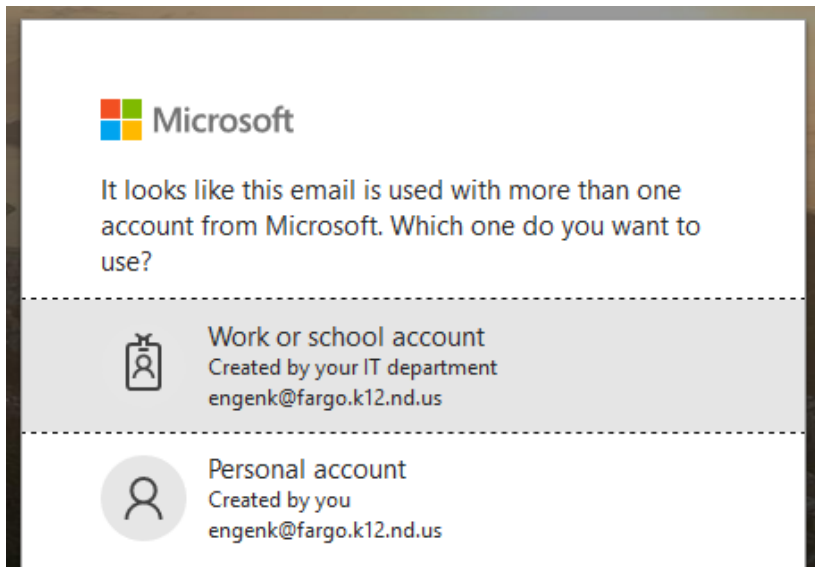 Microsoft
It looks like this email is used with more than one
account from Microsoft. Which one do you want to
use?
Work or school account
Created by your IT department
engenk@fargo.k12.nd.us
Personal account
Created by you
engenk@fargo.k12.nd.us